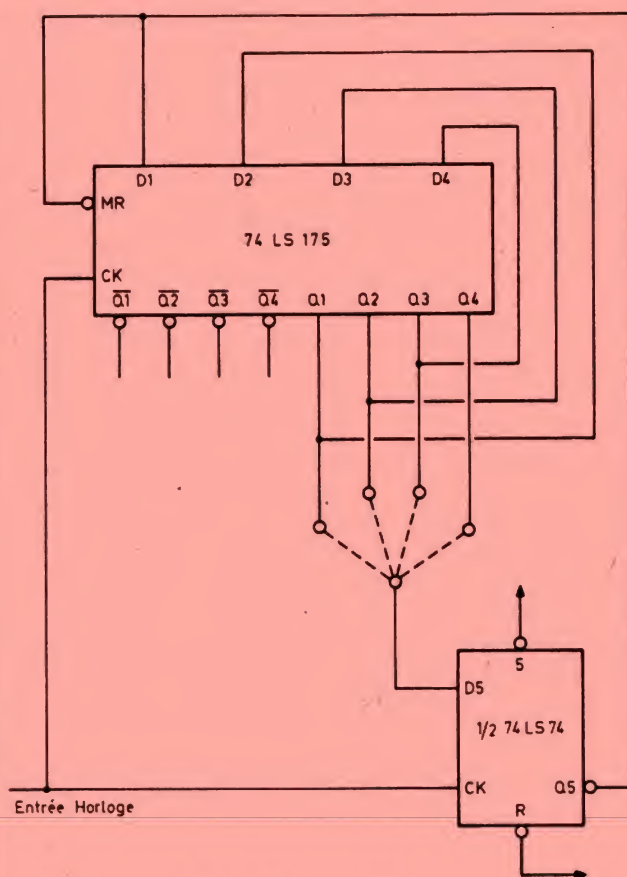 D1 D2 D3 D4
MR
74 LS 175
CK
Q1 Q2 Q3 Q4 Q1 Q2 Q3 Q4
S
D5
1/2 74 LS 74
CK Q5
R
Entrée Horloge